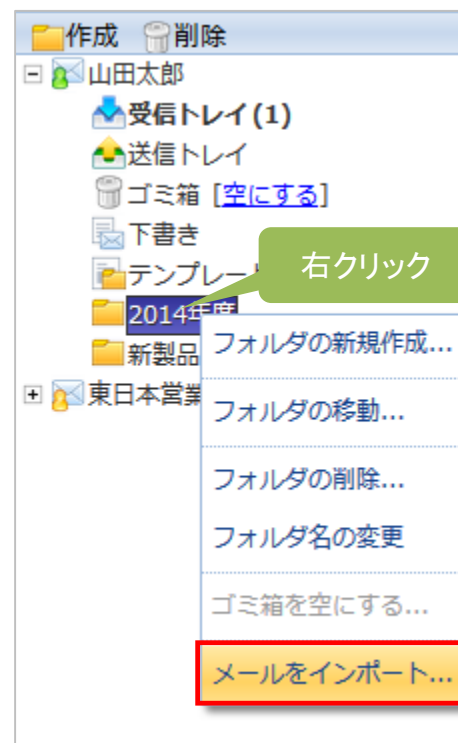 作成 削除
山田太郎
受信トレイ (1)
送信トレイ
ゴミ箱 [空にする]
下書き
テンプレート
右クリック
2014年度
新製品
フォルダの新規作成...
東日本営業
フォルダの移動...
フォルダの削除...
フォルダ名の変更
ゴミ箱を空にする...
メールをインポート...